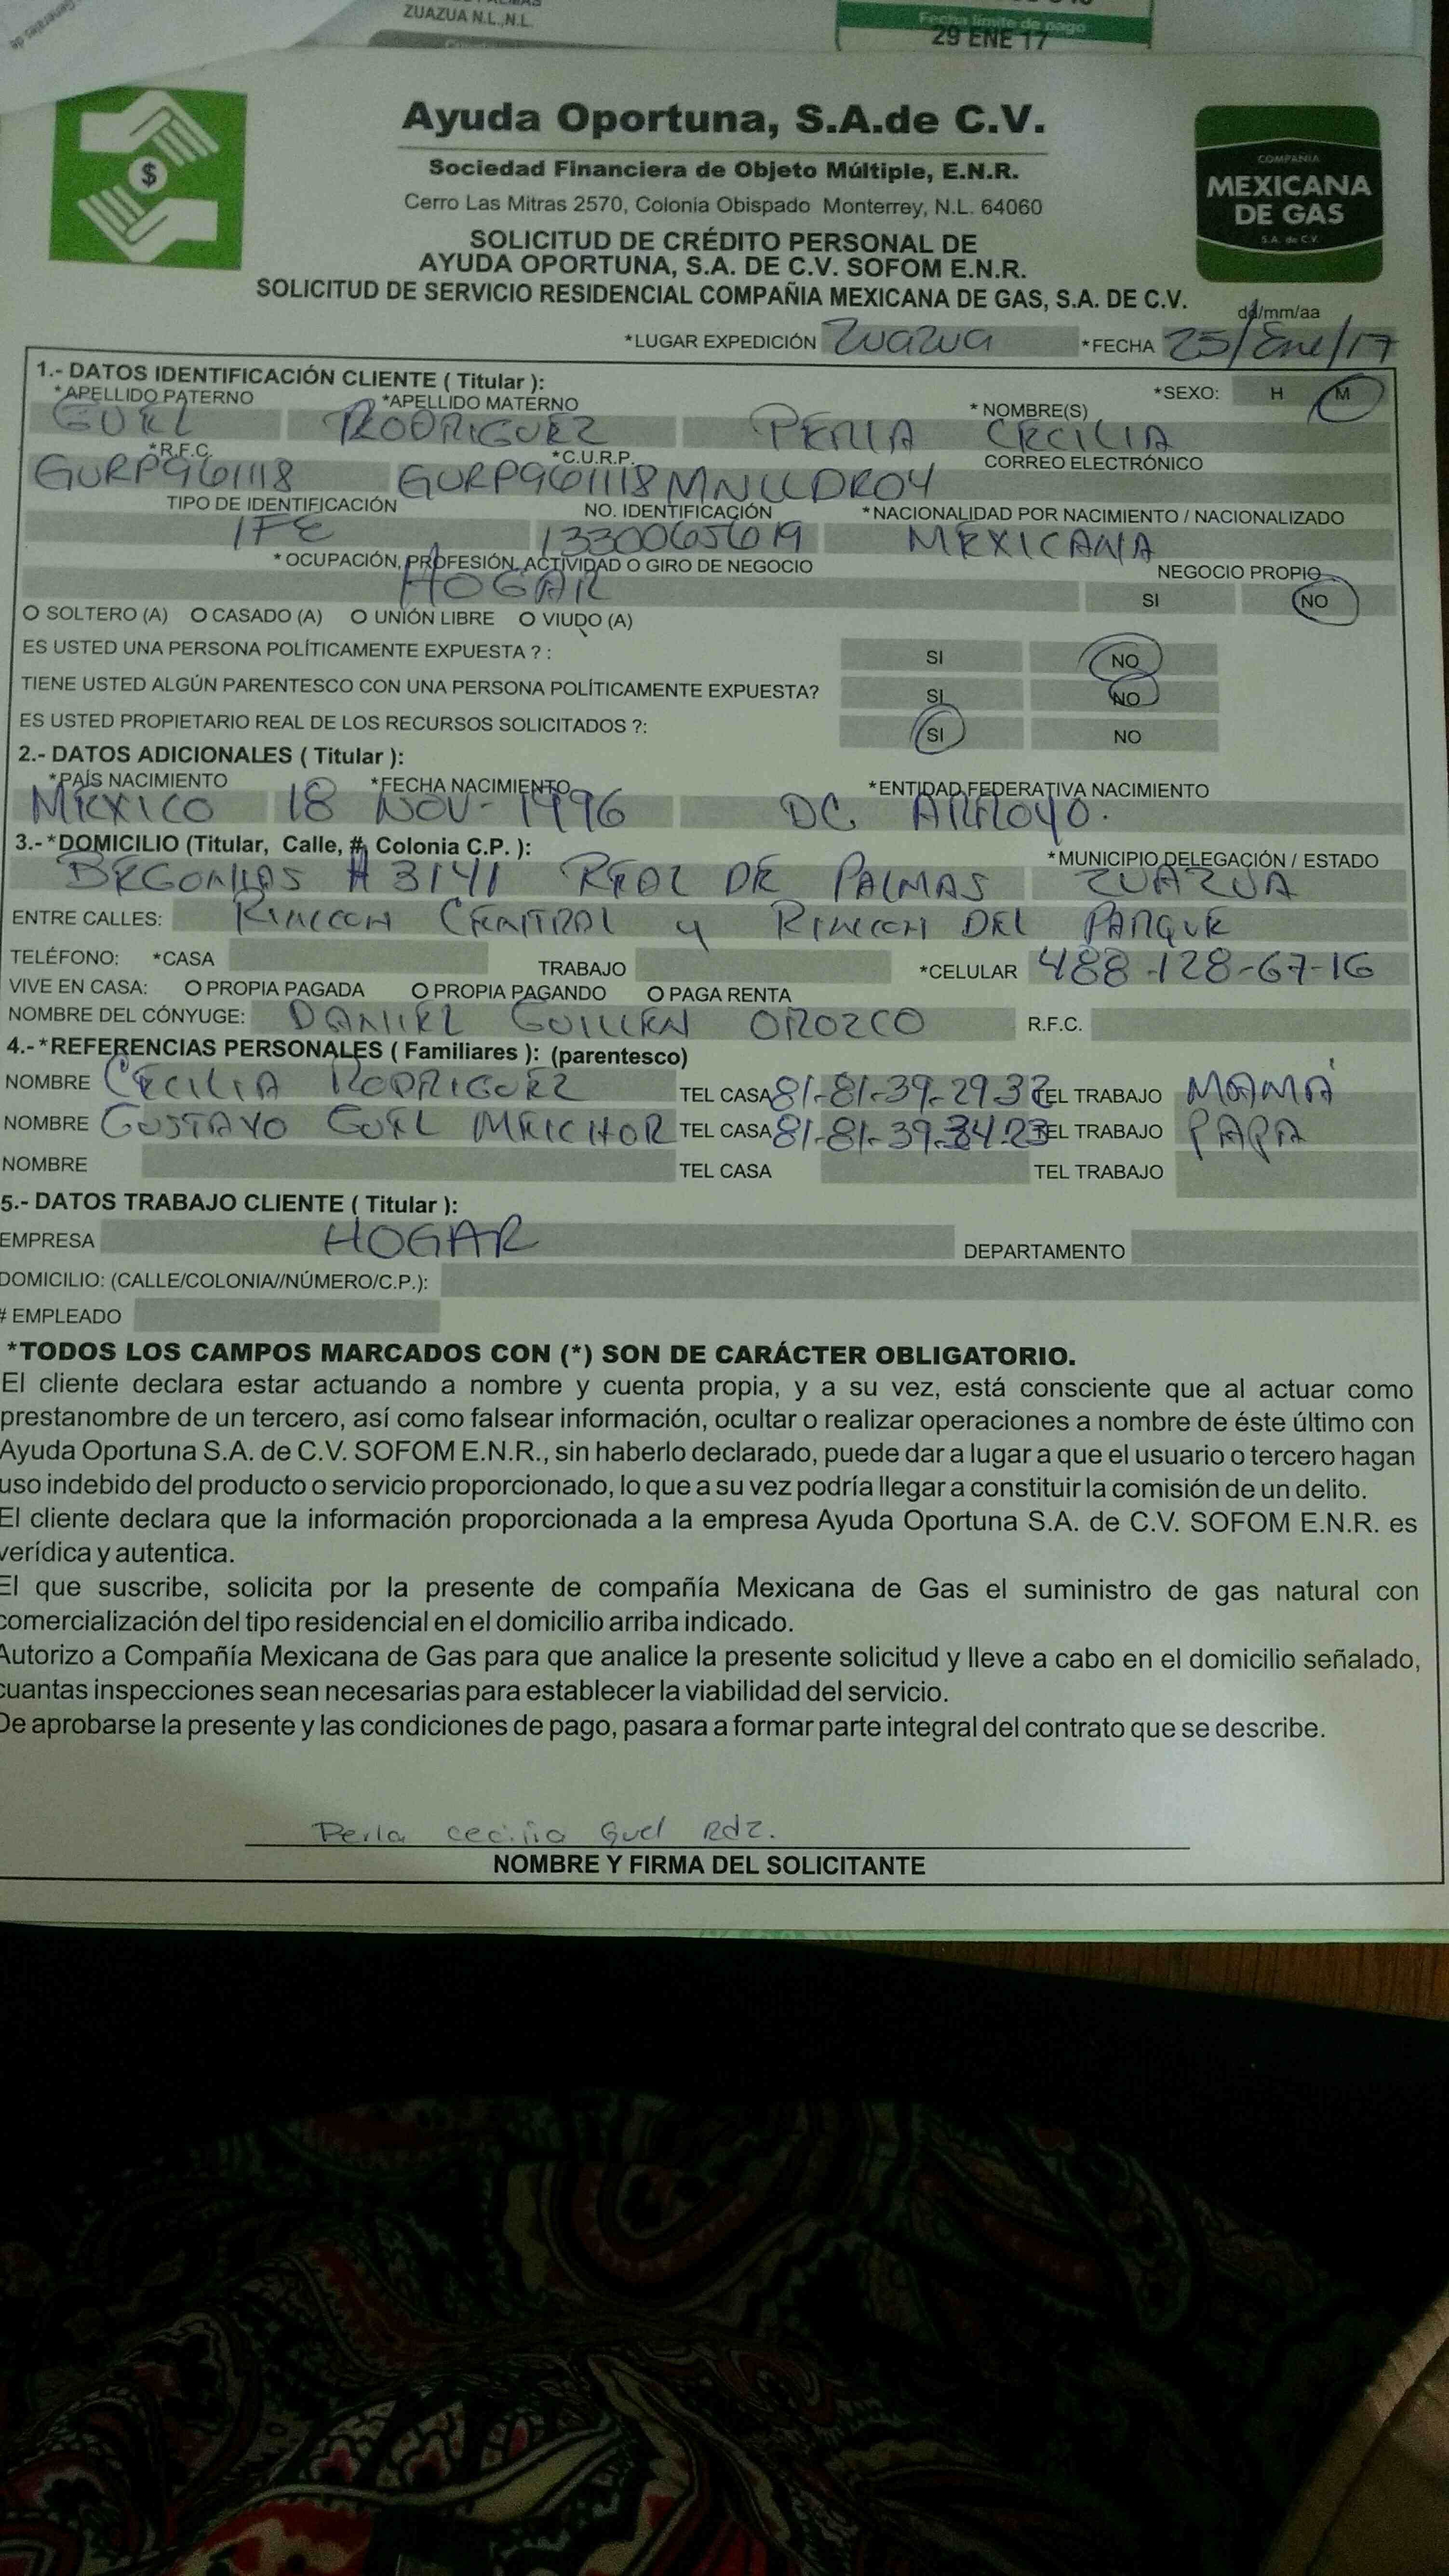 ZUAZUA N.L.,N.L.
Fecha límite de pago
29 ENE 17
Ayuda Oportuna, S.A.de C.V.
Sociedad Financiera de Objeto Múltiple, E.N.R.
Cerro Las Mitras 2570, Colonia Obispado Monterrey, N.L. 64060
$
COMPAÑIA
MEXICANA
DE GAS
S.A. de C.V.
SOLICITUD DE CRÉDITO PERSONAL DE
AYUDA OPORTUNA, S.A. DE C.V. SOFOM E.N.R.
SOLICITUD DE SERVICIO RESIDENCIAL COMPAÑIA MEXICANA DE GAS, S.A. DE C.V.
dd/mm/aa
*LUGAR EXPEDICIÓN ZUAZUA *FECHA 25/Ene/17
1.- DATOS IDENTIFICACIÓN CLIENTE ( Titular ):
*SEXO: H M
*APELLIDO PATERNO *APELLIDO MATERNO * NOMBRE(S)
GUEL RODRIGUEZ PERLA CECILIA
*R.F.C. *C.U.R.P. CORREO ELECTRÓNICO
GURP961118 GURP961118MNLLDR04
TIPO DE IDENTIFICACIÓN NO. IDENTIFICACIÓN *NACIONALIDAD POR NACIMIENTO / NACIONALIZADO
IFE 1330065619 MEXICANA
* OCUPACIÓN, PROFESIÓN, ACTIVIDAD O GIRO DE NEGOCIO NEGOCIO PROPIO
HOGAR SI NO
O SOLTERO (A) O CASADO (A) O UNIÓN LIBRE O VIUDO (A)
ES USTED UNA PERSONA POLÍTICAMENTE EXPUESTA ? : SI NO
TIENE USTED ALGÚN PARENTESCO CON UNA PERSONA POLÍTICAMENTE EXPUESTA? SI NO
ES USTED PROPIETARIO REAL DE LOS RECURSOS SOLICITADOS ?: SI NO
2.- DATOS ADICIONALES ( Titular ):
*PAÍS NACIMIENTO *FECHA NACIMIENTO *ENTIDAD FEDERATIVA NACIMIENTO
MEXICO 18 NOV-1996 DC. ARROYO.
3.-*DOMICILIO (Titular, Calle, #, Colonia C.P. ): *MUNICIPIO DELEGACIÓN / ESTADO
BEGONIAS # 3141 REAL DE PALMAS ZUAZUA
ENTRE CALLES: RINCON CENTRAL y RINCON DEL PARQUE
TELÉFONO: *CASA TRABAJO *CELULAR 488-128-67-16
VIVE EN CASA: O PROPIA PAGADA O PROPIA PAGANDO O PAGA RENTA
NOMBRE DEL CÓNYUGE: DANIEL GUILLEN OROZCO R.F.C.
4.-*REFERENCIAS PERSONALES ( Familiares ): (parentesco)
NOMBRE CECILIA RODRIGUEZ TEL CASA 81-81-39-29-32 TEL TRABAJO MAMÁ
NOMBRE GUSTAVO GUEL MELCHOR TEL CASA 81-81-39-34-23 TEL TRABAJO PAPA
NOMBRE TEL CASA TEL TRABAJO
5.- DATOS TRABAJO CLIENTE ( Titular ):
EMPRESA HOGAR DEPARTAMENTO
DOMICILIO: (CALLE/COLONIA//NÚMERO/C.P.):
# EMPLEADO
*TODOS LOS CAMPOS MARCADOS CON (*) SON DE CARÁCTER OBLIGATORIO.
El cliente declara estar actuando a nombre y cuenta propia, y a su vez, está consciente que al actuar como
prestanombre de un tercero, así como falsear información, ocultar o realizar operaciones a nombre de éste último con
Ayuda Oportuna S.A. de C.V. SOFOM E.N.R., sin haberlo declarado, puede dar a lugar a que el usuario o tercero hagan
uso indebido del producto o servicio proporcionado, lo que a su vez podría llegar a constituir la comisión de un delito.
El cliente declara que la información proporcionada a la empresa Ayuda Oportuna S.A. de C.V. SOFOM E.N.R. es
verídica y autentica.
El que suscribe, solicita por la presente de compañía Mexicana de Gas el suministro de gas natural con
comercialización del tipo residencial en el domicilio arriba indicado.
Autorizo a Compañía Mexicana de Gas para que analice la presente solicitud y lleve a cabo en el domicilio señalado,
cuantas inspecciones sean necesarias para establecer la viabilidad del servicio.
De aprobarse la presente y las condiciones de pago, pasara a formar parte integral del contrato que se describe.
Perla cecilia Guel Rdz.
NOMBRE Y FIRMA DEL SOLICITANTE